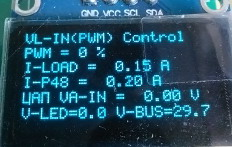 GND VCC SCL SDA
VL-IN(PWM) Control
PWM = 0 %
I-LOAD =  0.15 A
I-P48 =  0.20 A
ЦАП VA-IN =  0.00 V
V-LED=0.0 V-BUS=29.7